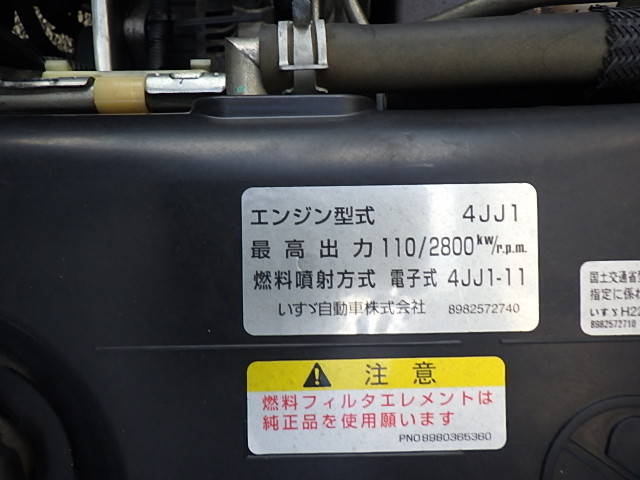 エンジン型式 4JJ1
最高出力 110/2800kw/r.p.m.
燃料噴射方式 電子式 4JJ1-11
いすゞ自動車株式会社 8982572740
国土交通省
指定に係
いすゞH22
8982572710
注意
燃料フィルタエレメントは
純正品を使用願います
PNO8980365360